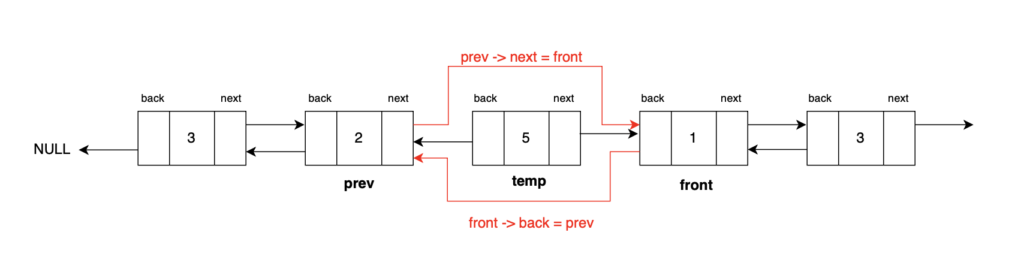 prev -> next = front
back next back next back next back next back next
NULL 3 2 5 1 3
prev temp front
front -> back = prev